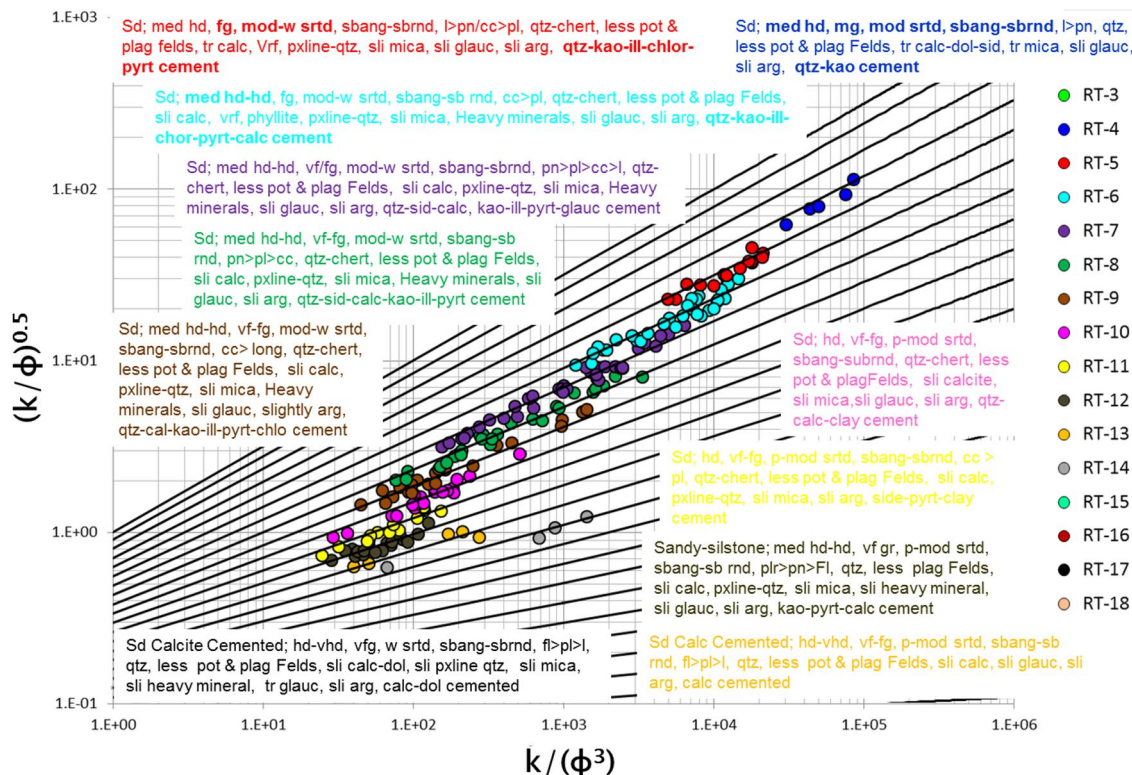 1.E+03
Sd; med hd, fg, mod-w srtd, sbang-sbrnd, l>pn/cc>pl, qtz-chert, less pot &
plag felds, tr calc, Vrf, pxline-qtz, sli mica, sli glauc, sli arg, qtz-kao-ill-chlor-
pyrt cement
Sd; med hd, mg, mod srtd, sbang-sbrnd, l>pn, qtz,
less pot & plag Felds, tr calc-dol-sid, tr mica, sli glauc,
sli arg, qtz-kao cement
Sd; med hd-hd, fg, mod-w srtd, sbang-sb rnd, cc>pl, qtz-chert, less pot & plag Felds,
sli calc, vrf, phyllite, pxline-qtz, sli mica, Heavy minerals, sli glauc, sli arg, qtz-kao-ill-
chor-pyrt-calc cement
1.E+02
Sd; med hd-hd, vf/fg, mod-w srtd, sbang-sbrnd, pn>pl>cc>l, qtz-
chert, less pot & plag Felds, sli calc, pxline-qtz, sli mica, Heavy
minerals, sli glauc, sli arg, qtz-sid-calc, kao-ill-pyrt-glauc cement
Sd; med hd-hd, vf-fg, mod-w srtd, sbang-sb
rnd, pn>pl>cc, qtz-chert, less pot & plag Felds,
sli calc, pxline-qtz, sli mica, Heavy minerals, sli
glauc, sli arg, qtz-sid-calc-kao-ill-pyrt cement
Sd; med hd-hd, vf-fg, mod-w srtd,
sbang-sbrnd, cc> long, qtz-chert,
less pot & plag Felds, sli calc,
pxline-qtz, sli mica, Heavy
minerals, sli glauc, slightly arg,
qtz-cal-kao-ill-pyrt-chlo cement
1.E+01
Sd; hd, vf-fg, p-mod srtd,
sbang-subrnd, qtz-chert, less
pot & plagFelds, sli calcite,
sli mica,sli glauc, sli arg, qtz-
calc-clay cement
Sd; hd, vf-fg, p-mod srtd, sbang-sbrnd, cc >
pl, qtz-chert, less pot & plag Felds, sli calc,
pxline-qtz, sli mica, sli arg, side-pyrt-clay
cement
1.E+00
Sandy-silstone; med hd-hd, vf gr, p-mod srtd,
sbang-sb rnd, plr>pn>Fl, qtz, less plag Felds,
sli calc, pxline-qtz, sli mica, sli heavy mineral,
sli glauc, sli arg, kao-pyrt-calc cement
Sd Calcite Cemented; hd-vhd, vfg, w srtd, sbang-sbrnd, fl>pl>l,
qtz, less pot & plag Felds, sli calc-dol, sli pxline qtz, sli mica,
sli heavy mineral, tr glauc, sli arg, calc-dol cemented
Sd Calc Cemented; hd-vhd, vf-fg, p-mod srtd, sbang-sb
rnd, fl>pl>l, qtz, less pot & plag Felds, sli calc, sli glauc, sli
arg, calc cemented
1.E-01
(k/ϕ)0.5
1.E+00 1.E+01 1.E+02 1.E+03 1.E+04 1.E+05 1.E+06
k/(ϕ³)
RT-3
RT-4
RT-5
RT-6
RT-7
RT-8
RT-9
RT-10
RT-11
RT-12
RT-13
RT-14
RT-15
RT-16
RT-17
RT-18